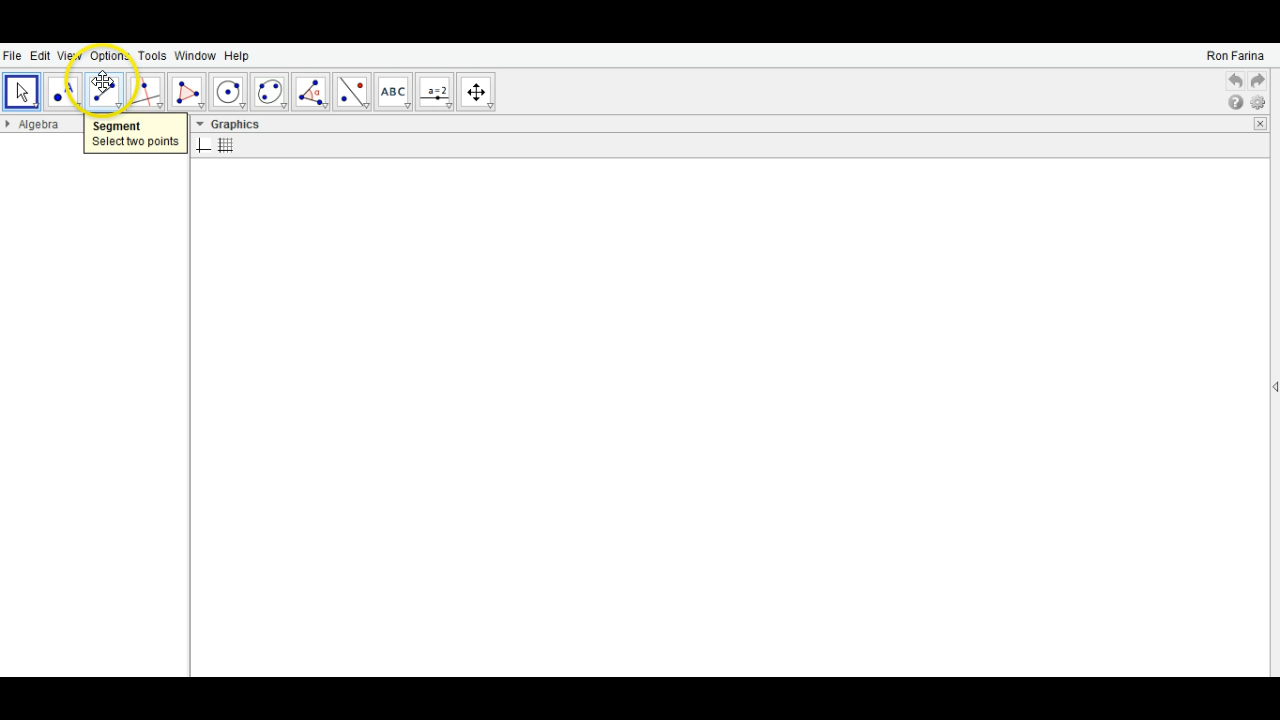 File Edit View Options Tools Window Help Ron Farina
A α ABC a=2
Algebra Graphics
Segment
Select two points